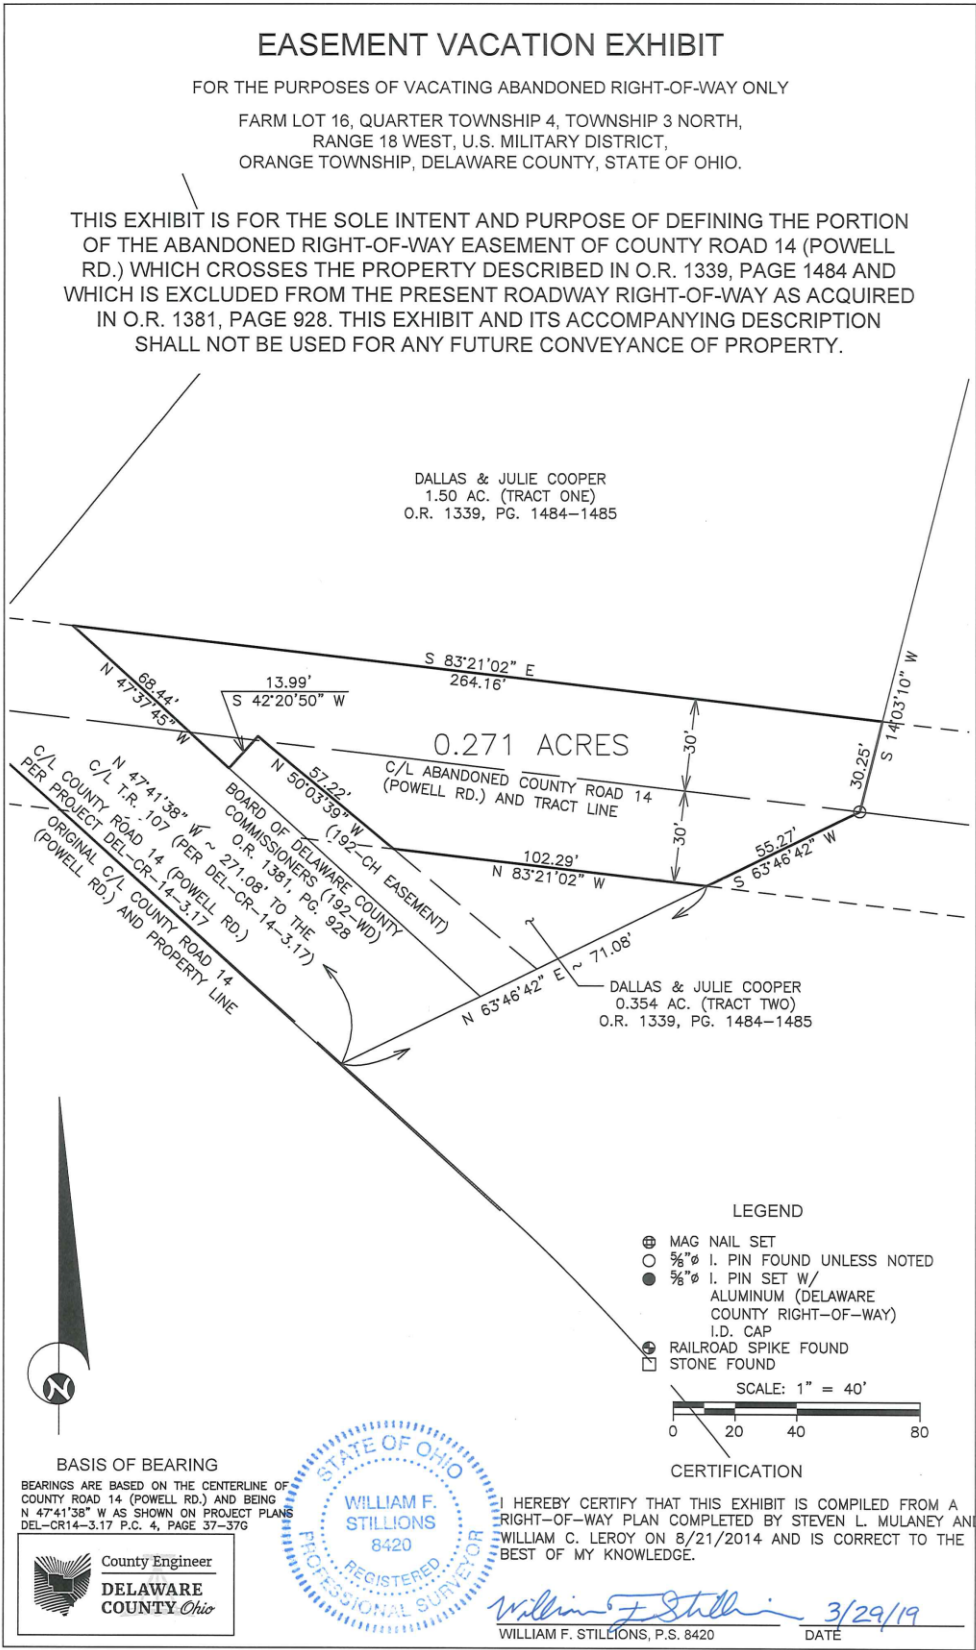 EASEMENT VACATION EXHIBIT
FOR THE PURPOSES OF VACATING ABANDONED RIGHT-OF-WAY ONLY
FARM LOT 16, QUARTER TOWNSHIP 4, TOWNSHIP 3 NORTH,
RANGE 18 WEST, U.S. MILITARY DISTRICT,
ORANGE TOWNSHIP, DELAWARE COUNTY, STATE OF OHIO.
THIS EXHIBIT IS FOR THE SOLE INTENT AND PURPOSE OF DEFINING THE PORTION
OF THE ABANDONED RIGHT-OF-WAY EASEMENT OF COUNTY ROAD 14 (POWELL
RD.) WHICH CROSSES THE PROPERTY DESCRIBED IN O.R. 1339, PAGE 1484 AND
WHICH IS EXCLUDED FROM THE PRESENT ROADWAY RIGHT-OF-WAY AS ACQUIRED
IN O.R. 1381, PAGE 928. THIS EXHIBIT AND ITS ACCOMPANYING DESCRIPTION
SHALL NOT BE USED FOR ANY FUTURE CONVEYANCE OF PROPERTY.
DALLAS & JULIE COOPER
1.50 AC. (TRACT ONE)
O.R. 1339, PG. 1484-1485
S 83°21'02" E
264.16'
68.44'
N 47°37'45" W
13.99'
S 42°20'50" W
S 14°03'10" W
30.25'
0.271 ACRES
C/L ABANDONED COUNTY ROAD 14
(POWELL RD.) AND TRACT LINE
30'
30'
57.22'
N 50°03'39" W
(192-CH EASEMENT)
BOARD OF DELAWARE COUNTY
COMMISSIONERS (192-WD)
O.R. 1381, PG. 928
N 47°41'38" W ~ 271.08' TO THE
C/L T.R. 107 (PER DEL-CR-14-3.17)
C/L COUNTY ROAD 14 (POWELL RD.)
PER PROJECT DEL-CR-14-3.17
ORIGINAL C/L COUNTY ROAD 14
(POWELL RD.) AND PROPERTY LINE
102.29'
N 83°21'02" W
55.27'
S 63°46'42" W
N 63°46'42" E ~ 71.08'
DALLAS & JULIE COOPER
0.354 AC. (TRACT TWO)
O.R. 1339, PG. 1484-1485
LEGEND
MAG NAIL SET
5/8"ø I. PIN FOUND UNLESS NOTED
5/8"ø I. PIN SET W/
ALUMINUM (DELAWARE
COUNTY RIGHT-OF-WAY)
I.D. CAP
RAILROAD SPIKE FOUND
STONE FOUND
SCALE: 1" = 40'
0 20 40 80
N
BASIS OF BEARING
BEARINGS ARE BASED ON THE CENTERLINE OF
COUNTY ROAD 14 (POWELL RD.) AND BEING
N 47°41'38" W AS SHOWN ON PROJECT PLANS
DEL-CR14-3.17 P.C. 4, PAGE 37-37G
County Engineer
DELAWARE
COUNTY Ohio
STATE OF OHIO
WILLIAM F.
STILLIONS
8420
REGISTERED
PROFESSIONAL SURVEYOR
CERTIFICATION
I HEREBY CERTIFY THAT THIS EXHIBIT IS COMPILED FROM A
RIGHT-OF-WAY PLAN COMPLETED BY STEVEN L. MULANEY AND
WILLIAM C. LEROY ON 8/21/2014 AND IS CORRECT TO THE
BEST OF MY KNOWLEDGE.
William F Stillions 3/29/19
WILLIAM F. STILLIONS, P.S. 8420 DATE